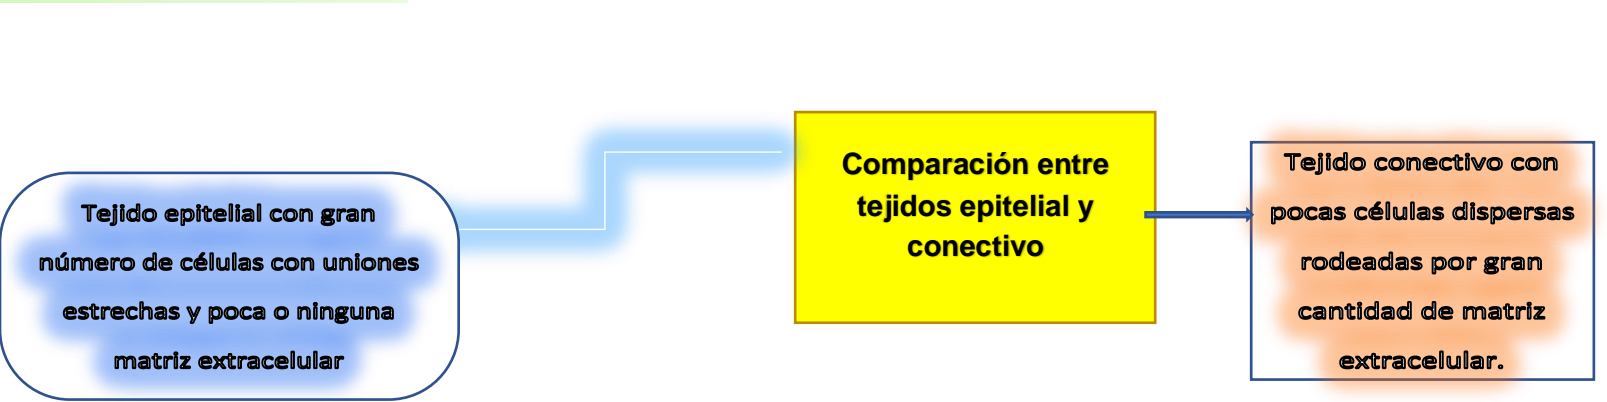 Tejido epitelial con gran
número de células con uniones
estrechas y poca o ninguna
matriz extracelular
Comparación entre
tejidos epitelial y
conectivo
Tejido conectivo con
pocas células dispersas
rodeadas por gran
cantidad de matriz
extracelular.